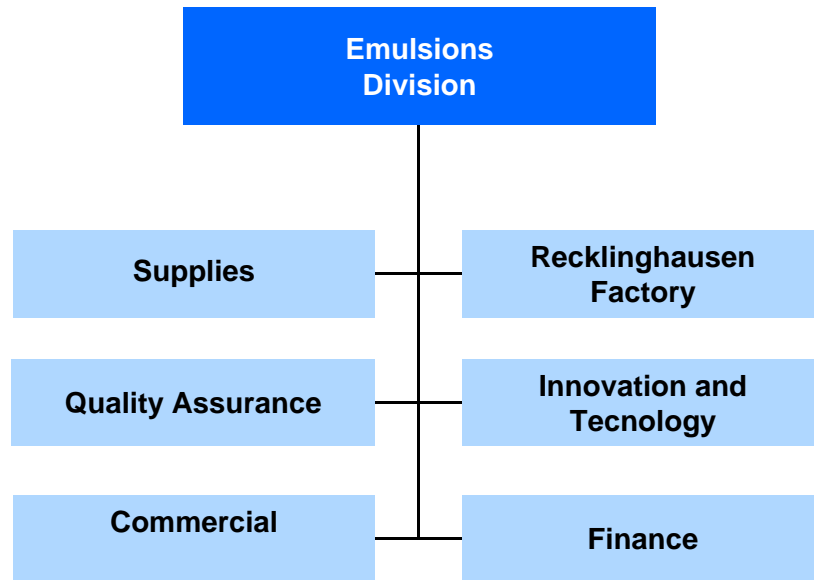 Emulsions
Division
Supplies
Recklinghausen
Factory
Quality Assurance
Innovation and
Tecnology
Commercial
Finance